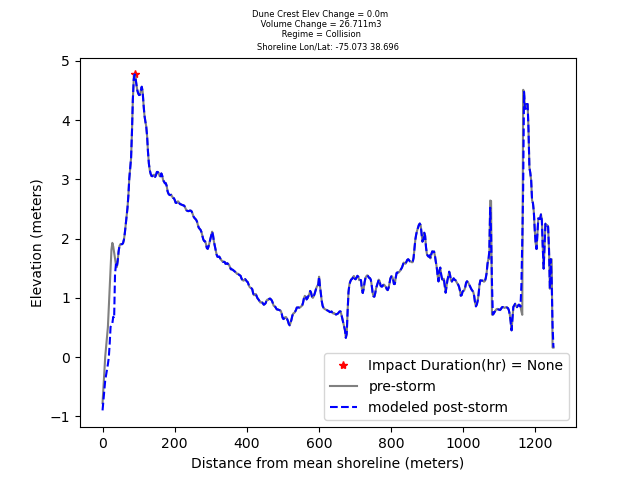 Dune Crest Elev Change = 0.0m
Volume Change = 26.711m3
Regime = Collision
Shoreline Lon/Lat: -75.073 38.696
5
4
3
2
1
0
−1
Elevation (meters)
0 200 400 600 800 1000 1200
Distance from mean shoreline (meters)
Impact Duration(hr) = None
pre-storm
modeled post-storm